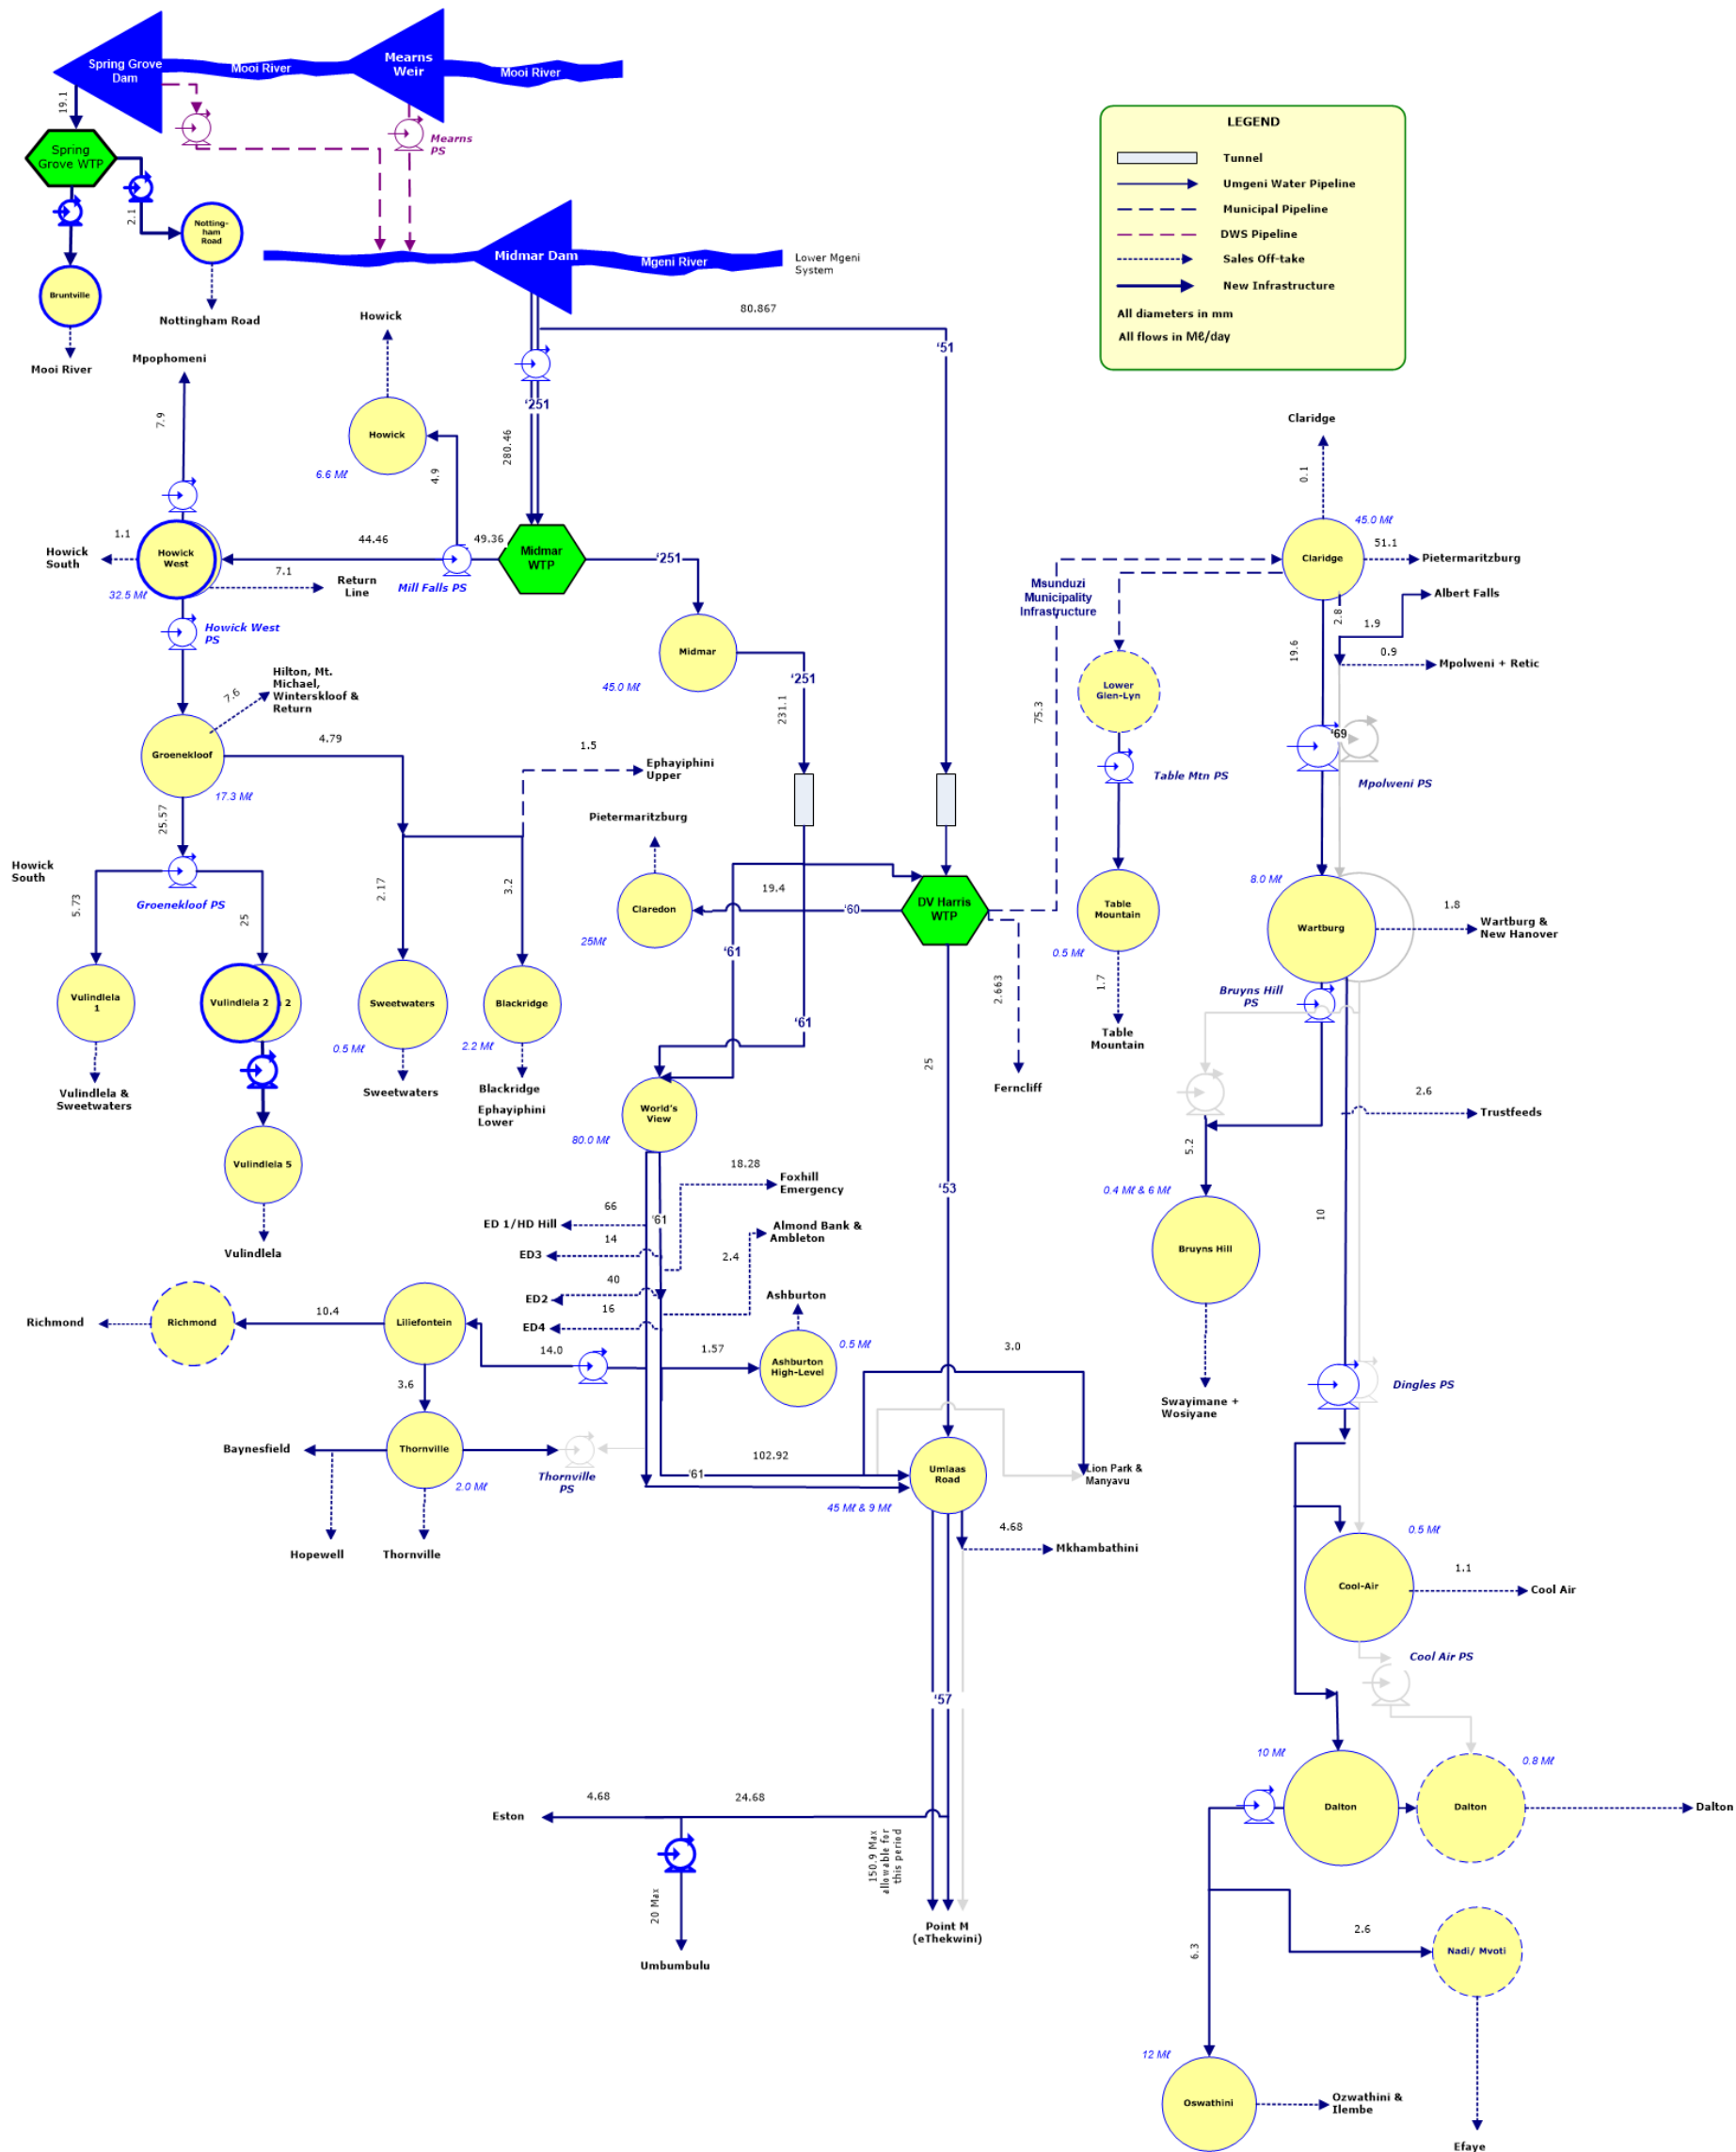 Spring Grove
Dam
Mooi River
Mearns
Weir
Mooi River
19.1
Spring
Grove WTP
Mearns
PS
2.1
Notting-
ham
Road
Bruntville
Nottingham Road
Mooi River
Midmar Dam
Mgeni River
Lower Mgeni
System
LEGEND
Tunnel
Umgeni Water Pipeline
Municipal Pipeline
DWS Pipeline
Sales Off-take
New Infrastructure
All diameters in mm
All flows in Mℓ/day
80.867
‘51
Howick
Mpophomeni
7.9
Howick
6.6 Mℓ
4.9
‘251
280.46
Howick
South
1.1
Howick
West
32.5 Mℓ
44.46
7.1
Return
Line
49.36
Mill Falls PS
Midmar
WTP
‘251
Howick West
PS
Midmar
45.0 Mℓ
‘251
231.1
Hilton, Mt.
Michael,
Winterskloof &
Return
7.6
Groenekloof
17.3 Mℓ
4.79
25.57
1.5
Ephayiphini
Upper
Howick
South
5.73
Groenekloof PS
25
2.17
3.2
Vulindlela
1
Vulindlela 2
2
Sweetwaters
0.5 Mℓ
Blackridge
2.2 Mℓ
Vulindlela &
Sweetwaters
Sweetwaters
Blackridge
Ephayiphini
Lower
Vulindlela 5
Vulindlela
Pietermaritzburg
Claredon
25Mℓ
19.4
‘60
DV Harris
WTP
‘61
‘61
2.663
Ferncliff
25
World's
View
80.0 Mℓ
‘53
18.28
Foxhill
Emergency
66
ED 1/HD Hill
‘61
14
ED3
Almond Bank &
Ambleton
2.4
40
ED2
16
ED4
Ashburton
Richmond
Richmond
10.4
Liliefontein
14.0
1.57
Ashburton
High-Level
0.5 Mℓ
3.0
3.6
Baynesfield
Thornville
2.0 Mℓ
Thornville
PS
Hopewell
Thornville
102.92
‘61
Umlaas
Road
45 Mℓ & 9 Mℓ
Lion Park &
Manyavu
4.68
Mkhambathini
‘57
Eston
4.68
24.68
20 Max
Umbumbulu
150.9 Max
allowable for
this period
Point M
(eThekwini)
Claridge
0.1
45.0 Mℓ
Claridge
51.1
Pietermaritzburg
Msunduzi
Municipality
Infrastructure
75.3
Lower
Glen-Lyn
Table Mtn PS
Table
Mountain
0.5 Mℓ
1.7
Table
Mountain
2.8
Albert Falls
1.9
0.9
Mpolweni + Retic
19.6
‘69
Mpolweni PS
8.0 Mℓ
Wartburg
1.8
Wartburg &
New Hanover
Bruyns Hill
PS
2.6
Trustfeeds
5.2
0.4 Mℓ & 6 Mℓ
Bruyns Hill
Swayimane +
Wosiyane
10
Dingles PS
0.5 Mℓ
Cool-Air
1.1
Cool Air
Cool Air PS
10 Mℓ
Dalton
Dalton
0.8 Mℓ
Dalton
6.3
2.6
Nadi/ Mvoti
12 Mℓ
Oswathini
Ozwathini &
Ilembe
Efaye